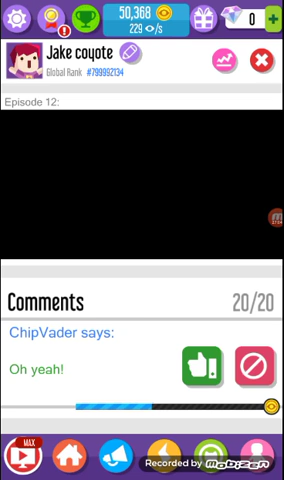 50,368
229 /s
0
Jake coyote
Global Rank #799992134
Episode 12:
Comments 20/20
ChipVader says:
Oh yeah!
MAX
Recorded by mobizen